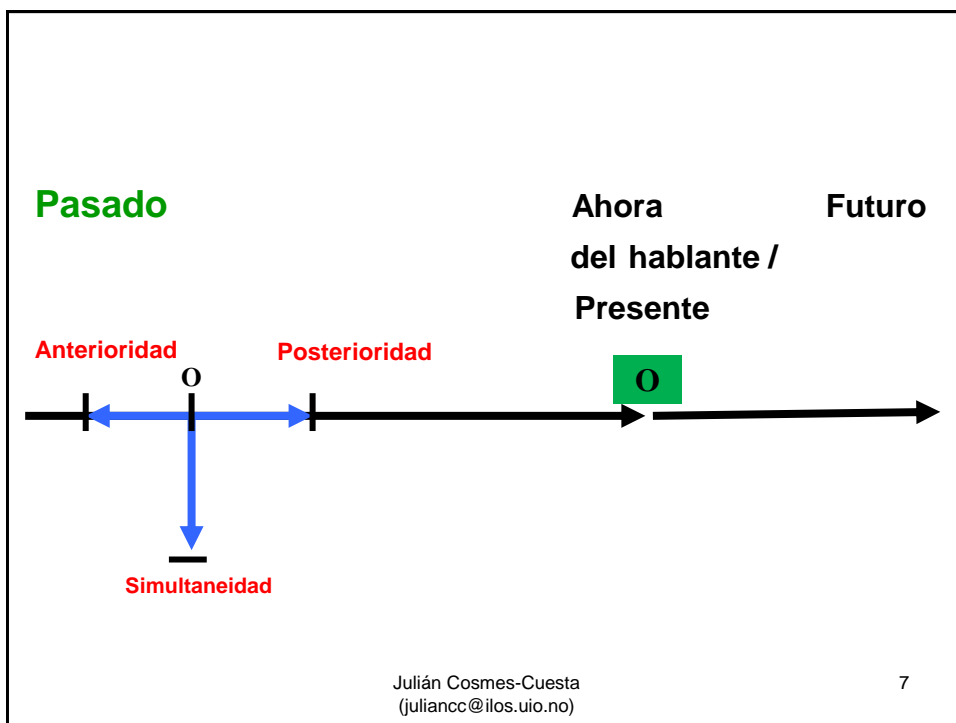 Pasado
Ahora Futuro
del hablante /
Presente
Anterioridad Posterioridad
O
O
Simultaneidad
Julián Cosmes-Cuesta 7
(juliancc@ilos.uio.no)